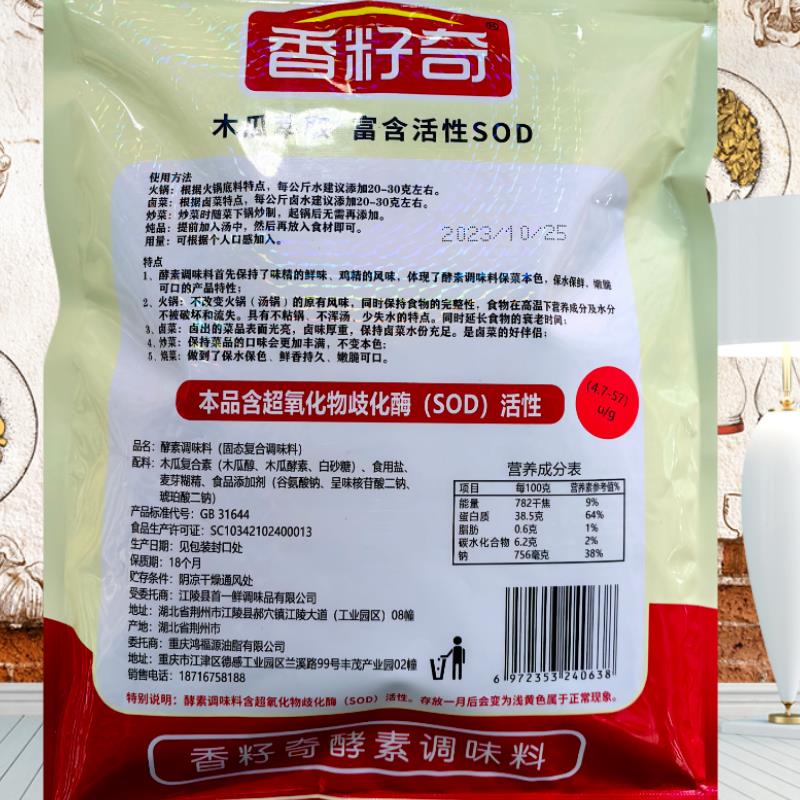 香籽奇®
木瓜 富含活性SOD
使用方法
火锅：根据火锅底料特点，每公斤水建议添加20-30克左右。
卤菜：根据卤菜特点，每公斤卤水建议添加20-30克左右。
炒菜：炒菜时随菜下锅炒制，起锅后无需再添加。
炖品：提前加入汤中，然后再放入食材即可。
用量：可根据个人口感加入。
2023/10/25
特点
1、酵素调味料首先保持了味精的鲜味、鸡精的风味，体现了酵素调味料保菜本色，保水保鲜，嫩脆
可口的产品特性；
2、火锅：不改变火锅（汤锅）的原有风味，同时保持食物的完整性，食物在高温下营养成分及水分
不被破坏和流失。具有不粘锅、不浑汤、少失水的特点。同时延长食物的衰老时间；
3、卤菜：卤出的菜品表面光亮，卤味厚重，保持卤菜水份充足。是卤菜的好伴侣；
4、炒菜：保持菜品的口味会更加丰满，不变本色；
5、烙菜：做到了保水保色、鲜香持久、嫩脆可口。
本品含超氧化物歧化酶（SOD）活性
(4.7-57)
u/g
品名：酵素调味料（固态复合调味料）
配料：木瓜复合素（木瓜醇、木瓜酵素、白砂糖）、食用盐、
麦芽糊精、食品添加剂（谷氨酸钠、呈味核苷酸二钠、
琥珀酸二钠）
产品标准代号：GB 31644
食品生产许可证：SC10342102400013
生产日期：见包装封口处
保质期：18个月
贮存条件：阴凉干燥通风处
受委托商：江陵县首一鲜调味品有限公司
地址：湖北省荆州市江陵县郝穴镇江陵大道（工业园区）08幢
产地：湖北省荆州市
委托商：重庆鸿福源油脂有限公司
地址：重庆市江津区德感工业园区兰溪路99号丰茂产业园02幢
销售电话：18716758188
营养成分表
项目 每100克 营养素参考值%
能量 782千焦 9%
蛋白质 38.5克 64%
脂肪 0.6克 1%
碳水化合物 6.2克 2%
钠 756毫克 38%
6 972353 240638
特别说明：酵素调味料含超氧化物歧化酶（SOD）活性。存放一月后会变为浅黄色属于正常现象。
香籽奇酵素调味料